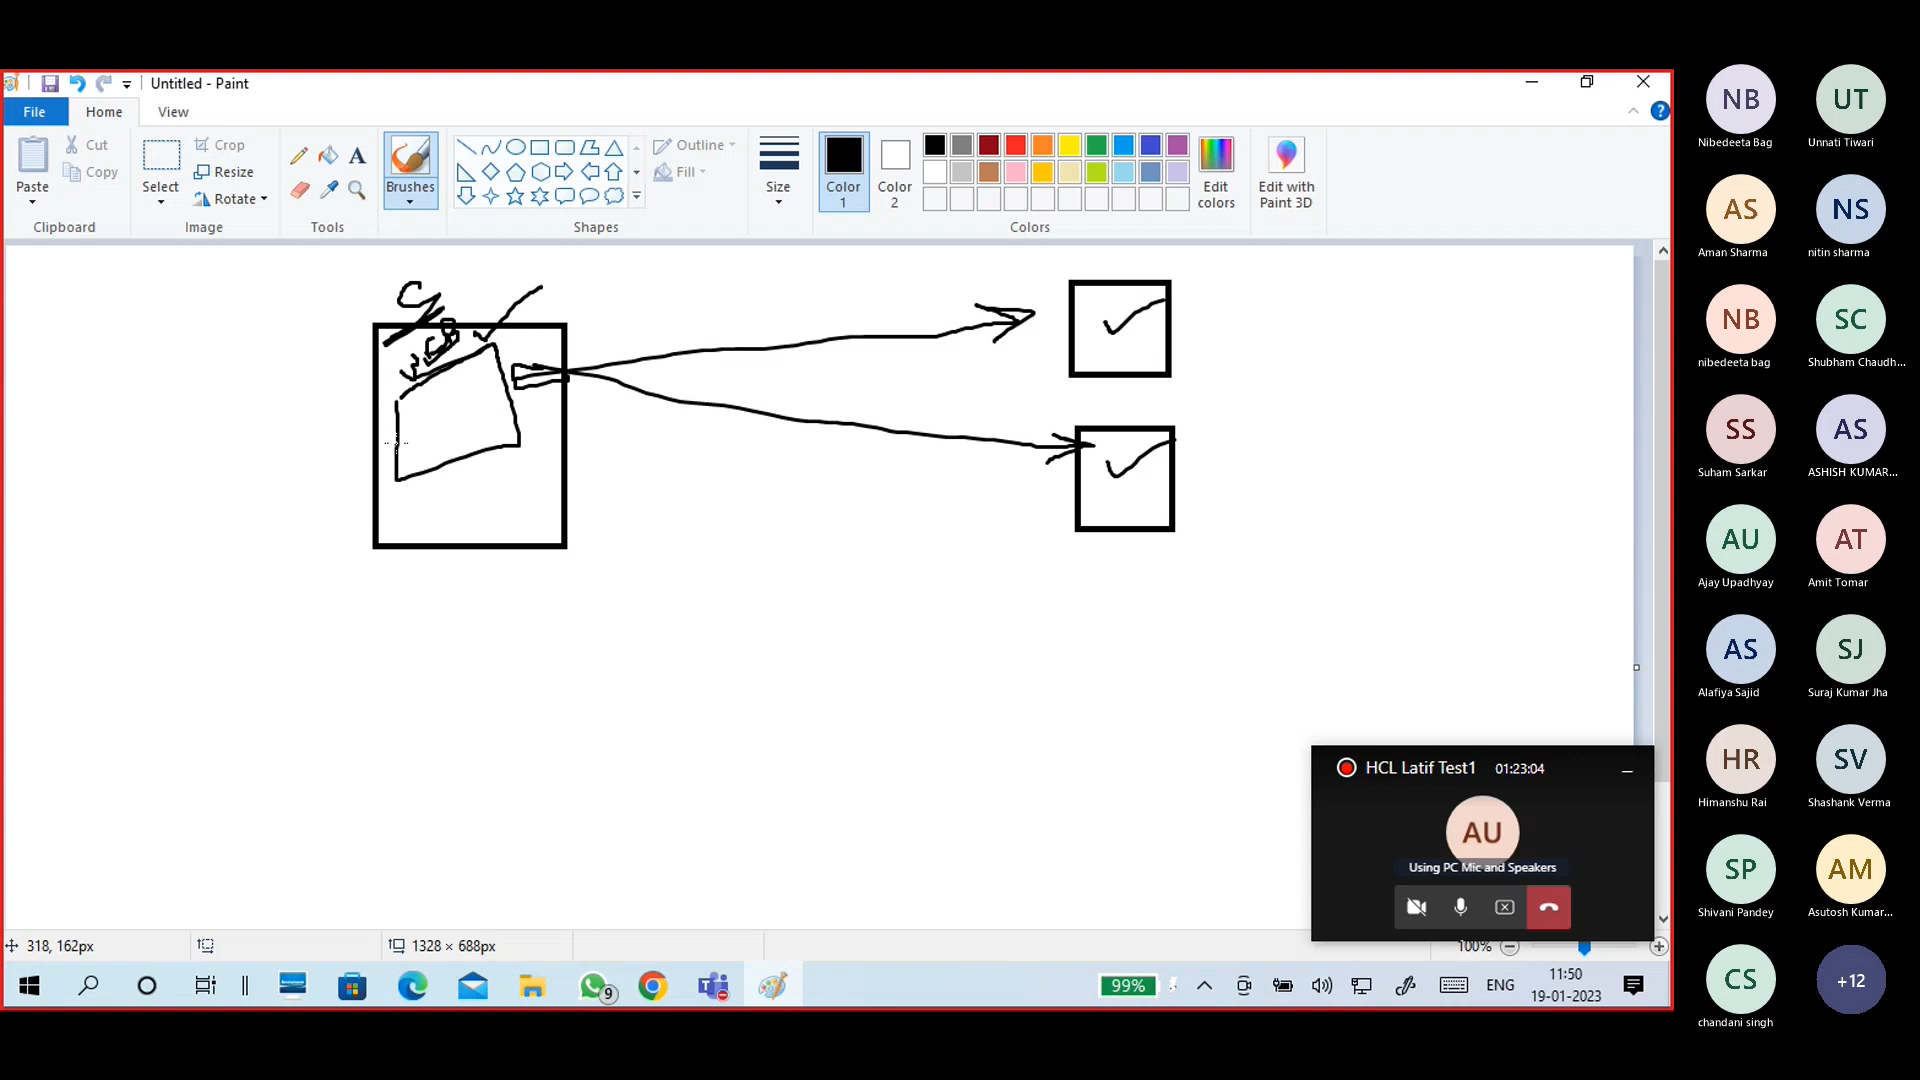 Untitled - Paint
File Home View
Cut
Copy
Paste
Clipboard
Crop
Resize
Rotate
Select
Image
A
Tools
Brushes
Outline
Fill
Shapes
Size
Color 1
Color 2
Edit colors
Edit with Paint 3D
Colors
HCL Latif Test1 01:23:04
AU
Using PC Mic and Speakers
318, 162px
1328 × 688px
100%
9
99%
ENG
11:50
19-01-2023
NB
Nibedeeta Bag
UT
Unnati Tiwari
AS
Aman Sharma
NS
nitin sharma
NB
nibedeeta bag
SC
Shubham Chaudh...
SS
Suham Sarkar
AS
ASHISH KUMAR...
AU
Ajay Upadhyay
AT
Amit Tomar
AS
Alafiya Sajid
SJ
Suraj Kumar Jha
HR
Himanshu Rai
SV
Shashank Verma
SP
Shivani Pandey
AM
Asutosh Kumar...
CS
chandani singh
+12